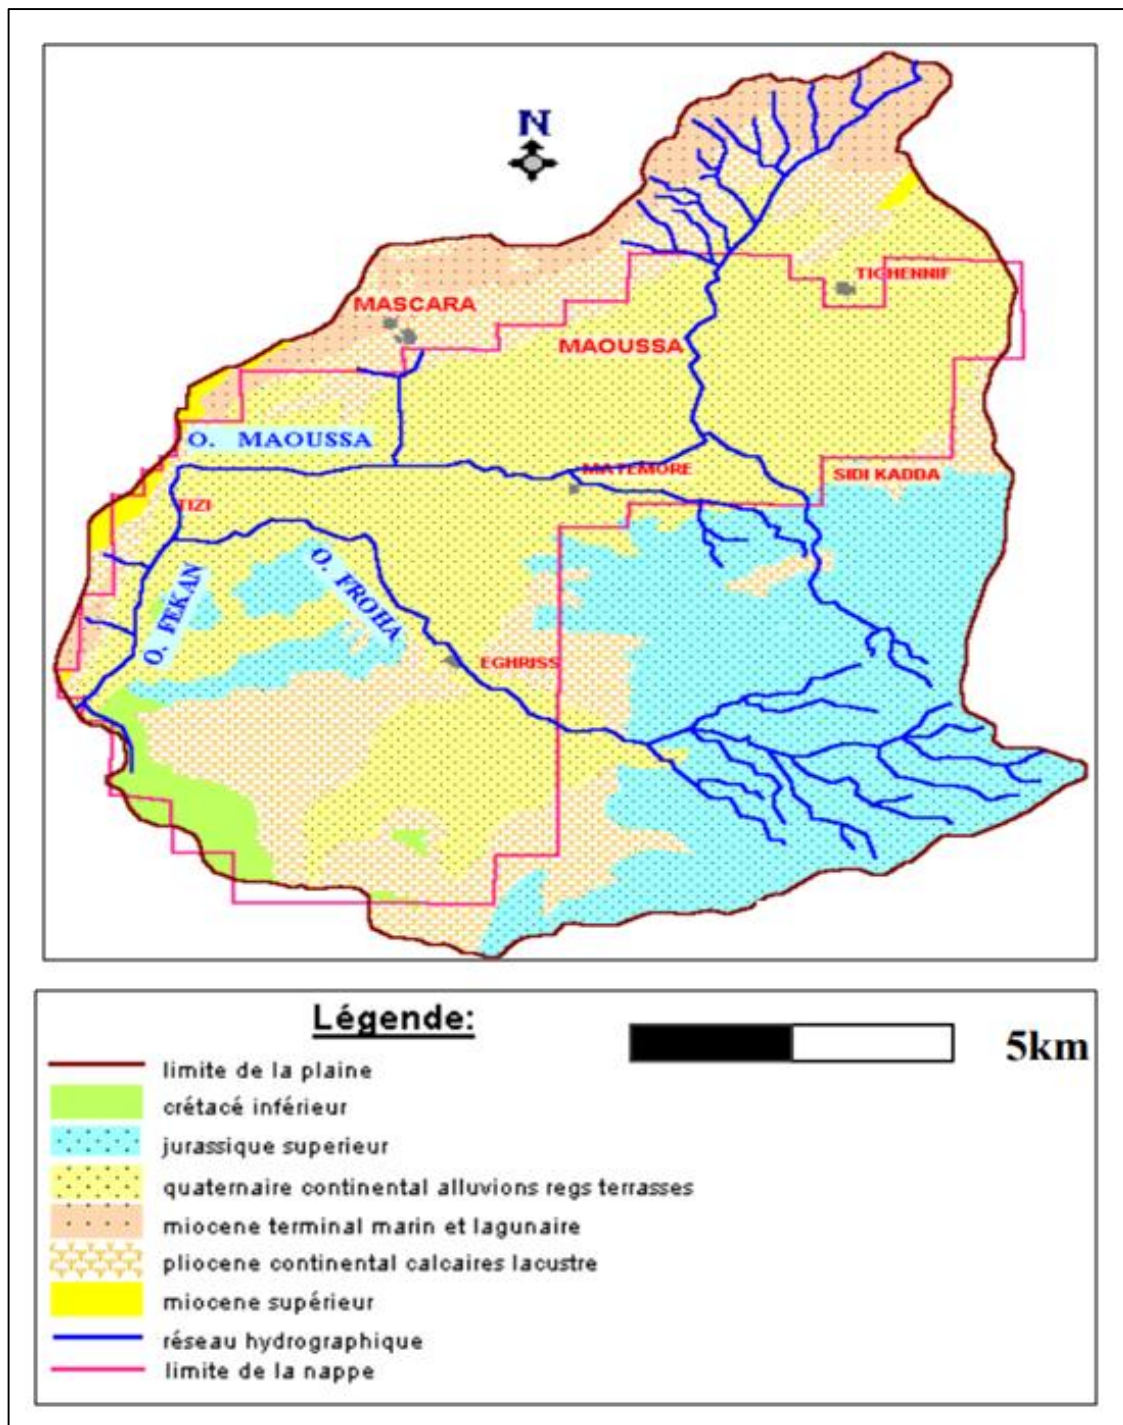 N
TIGHENNIF
MASCARA
MAOUSSA
O. MAOUSSA
MATEMORE
SIDI KADDA
TIZI
O. FEKAN
O. FROHA
EGHRISS
Légende:
5km
limite de la plaine
crétacé inférieur
jurassique superieur
quaternaire continental alluvions regs terrasses
miocene terminal marin et lagunaire
pliocene continental calcaires lacustre
miocene supérieur
réseau hydrographique
limite de la nappe